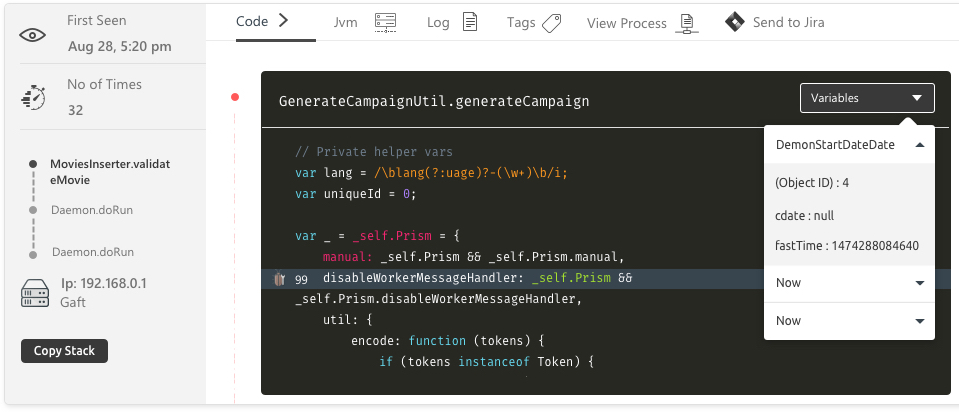 First Seen
Aug 28, 5:20 pm
No of Times
32
MoviesInserter.validat
eMovie
Daemon.doRun
Daemon.doRun
Ip: 192.168.0.1
Gaft
Copy Stack
Code
Jvm
Log
Tags
View Process
Send to Jira
GenerateCampaignUtil.generateCampaign
Variables
// Private helper vars
var lang = /\blang(?:uage)?-(\w+)\b/i;
var uniqueId = 0;
var _ = _self.Prism = {
manual: _self.Prism && _self.Prism.manual,
99 disableWorkerMessageHandler: _self.Prism &&
_self.Prism.disableWorkerMessageHandler,
util: {
encode: function (tokens) {
if (tokens instanceof Token) {
DemonStartDateDate
(Object ID) : 4
cdate : null
fastTime : 1474288084640
Now
Now